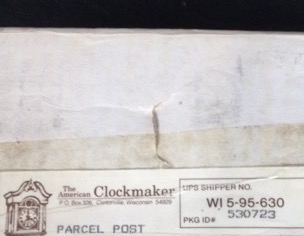 The American Clockmaker
P.O. Box 326, Clintonville, Wisconsin 54929
UPS SHIPPER NO.
WI 5-95-630
PKG ID# 530723
PARCEL POST